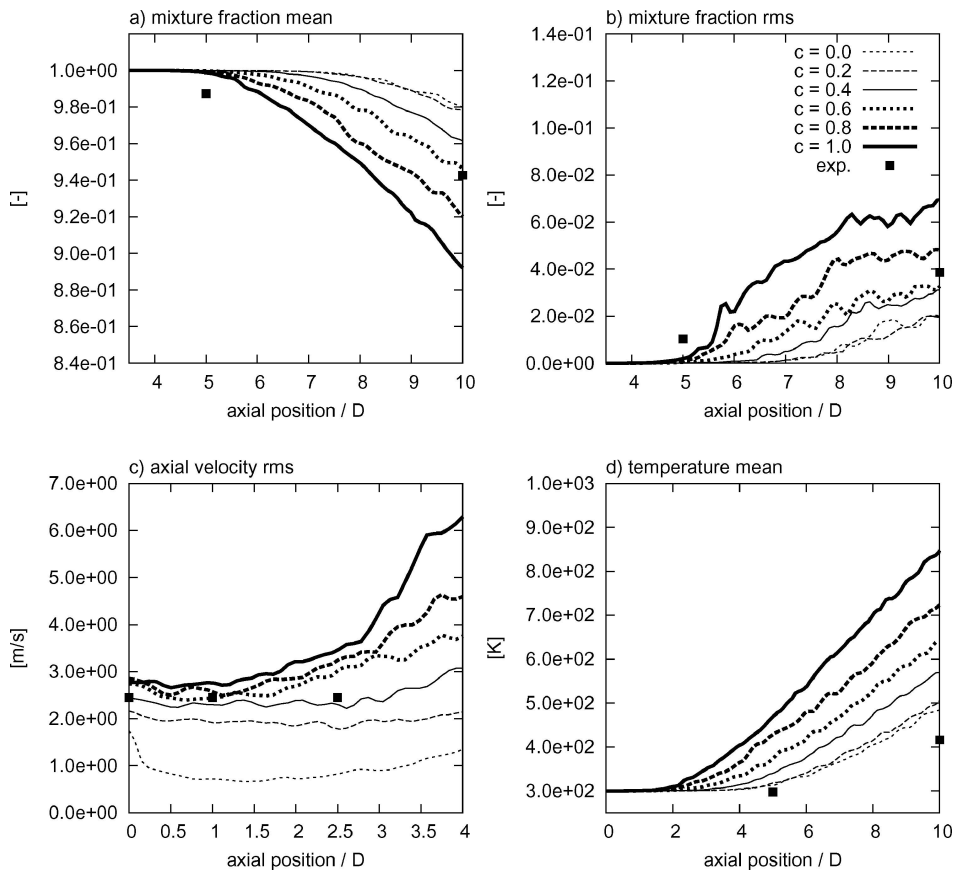 a) mixture fraction mean
1.0e+00
9.8e-01
9.6e-01
9.4e-01
9.2e-01
9.0e-01
8.8e-01
8.6e-01
8.4e-01
[-]
4 5 6 7 8 9 10
axial position / D
b) mixture fraction rms
1.4e-01
1.2e-01
1.0e-01
8.0e-02
6.0e-02
4.0e-02
2.0e-02
0.0e+00
[-]
c = 0.0
c = 0.2
c = 0.4
c = 0.6
c = 0.8
c = 1.0
exp.
4 5 6 7 8 9 10
axial position / D
c) axial velocity rms
7.0e+00
6.0e+00
5.0e+00
4.0e+00
3.0e+00
2.0e+00
1.0e+00
0.0e+00
[m/s]
0 0.5 1 1.5 2 2.5 3 3.5 4
axial position / D
d) temperature mean
1.0e+03
9.0e+02
8.0e+02
7.0e+02
6.0e+02
5.0e+02
4.0e+02
3.0e+02
[K]
0 2 4 6 8 10
axial position / D